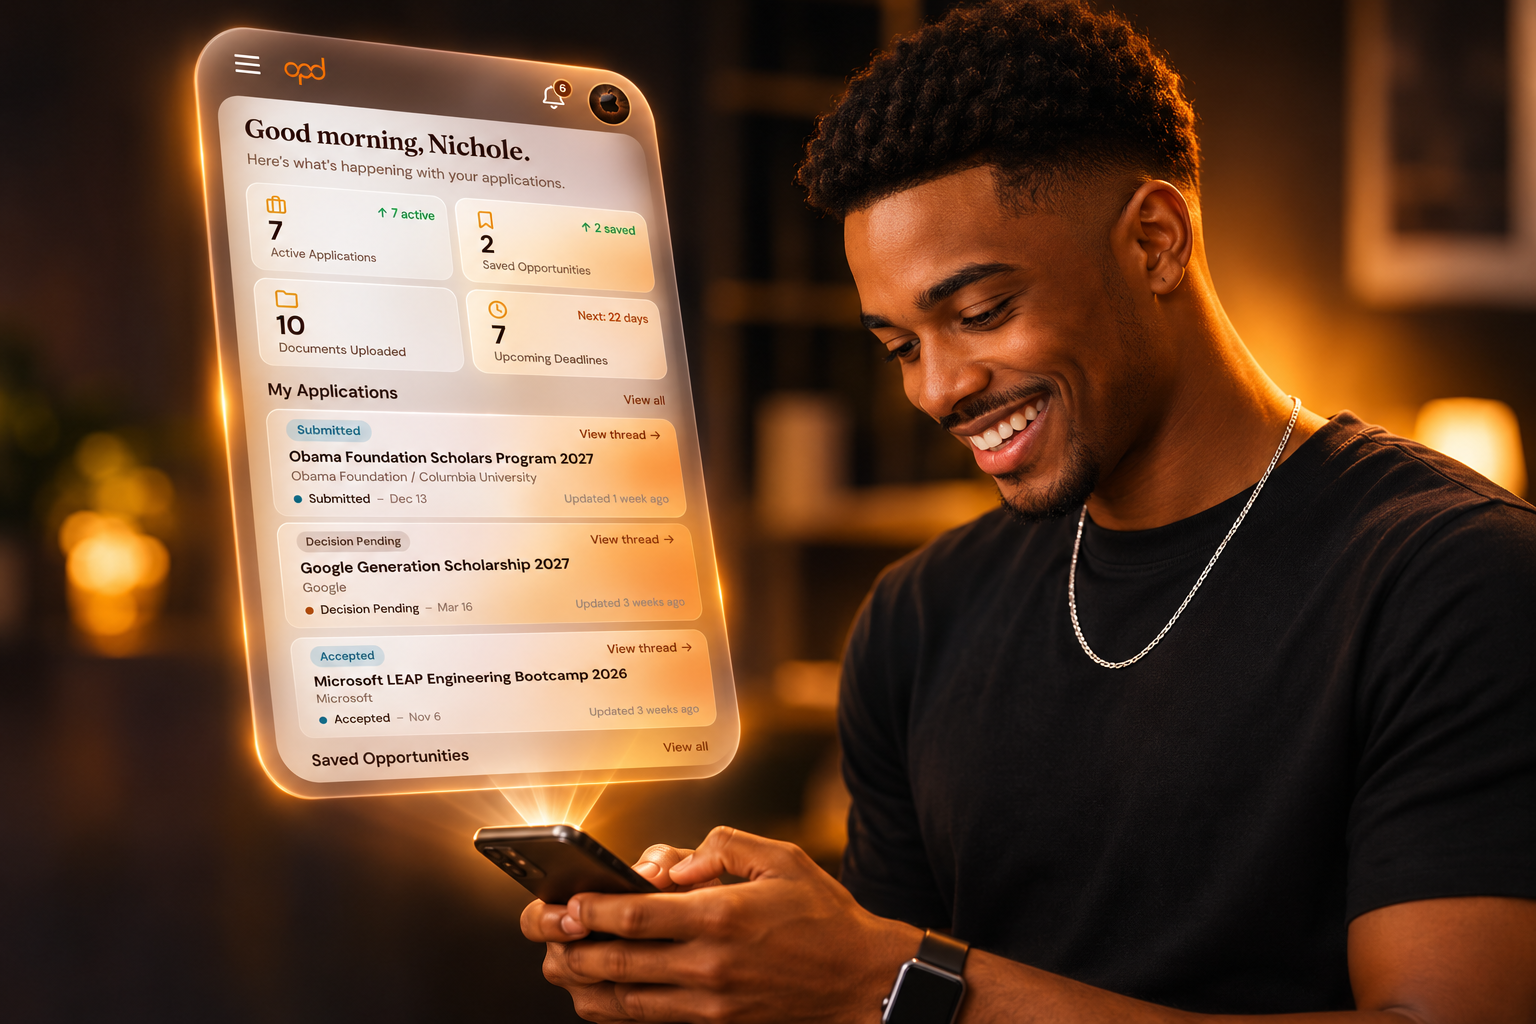 opd
6
Good morning, Nichole.
Here's what's happening with your applications.
↑ 7 active
7
Active Applications
↑ 2 saved
2
Saved Opportunities
10
Documents Uploaded
Next: 22 days
7
Upcoming Deadlines
My Applications
View all
Submitted
View thread →
Obama Foundation Scholars Program 2027
Obama Foundation / Columbia University
Submitted – Dec 13
Updated 1 week ago
Decision Pending
View thread →
Google Generation Scholarship 2027
Google
Decision Pending – Mar 16
Updated 3 weeks ago
Accepted
View thread →
Microsoft LEAP Engineering Bootcamp 2026
Microsoft
Accepted – Nov 6
Updated 3 weeks ago
Saved Opportunities
View all